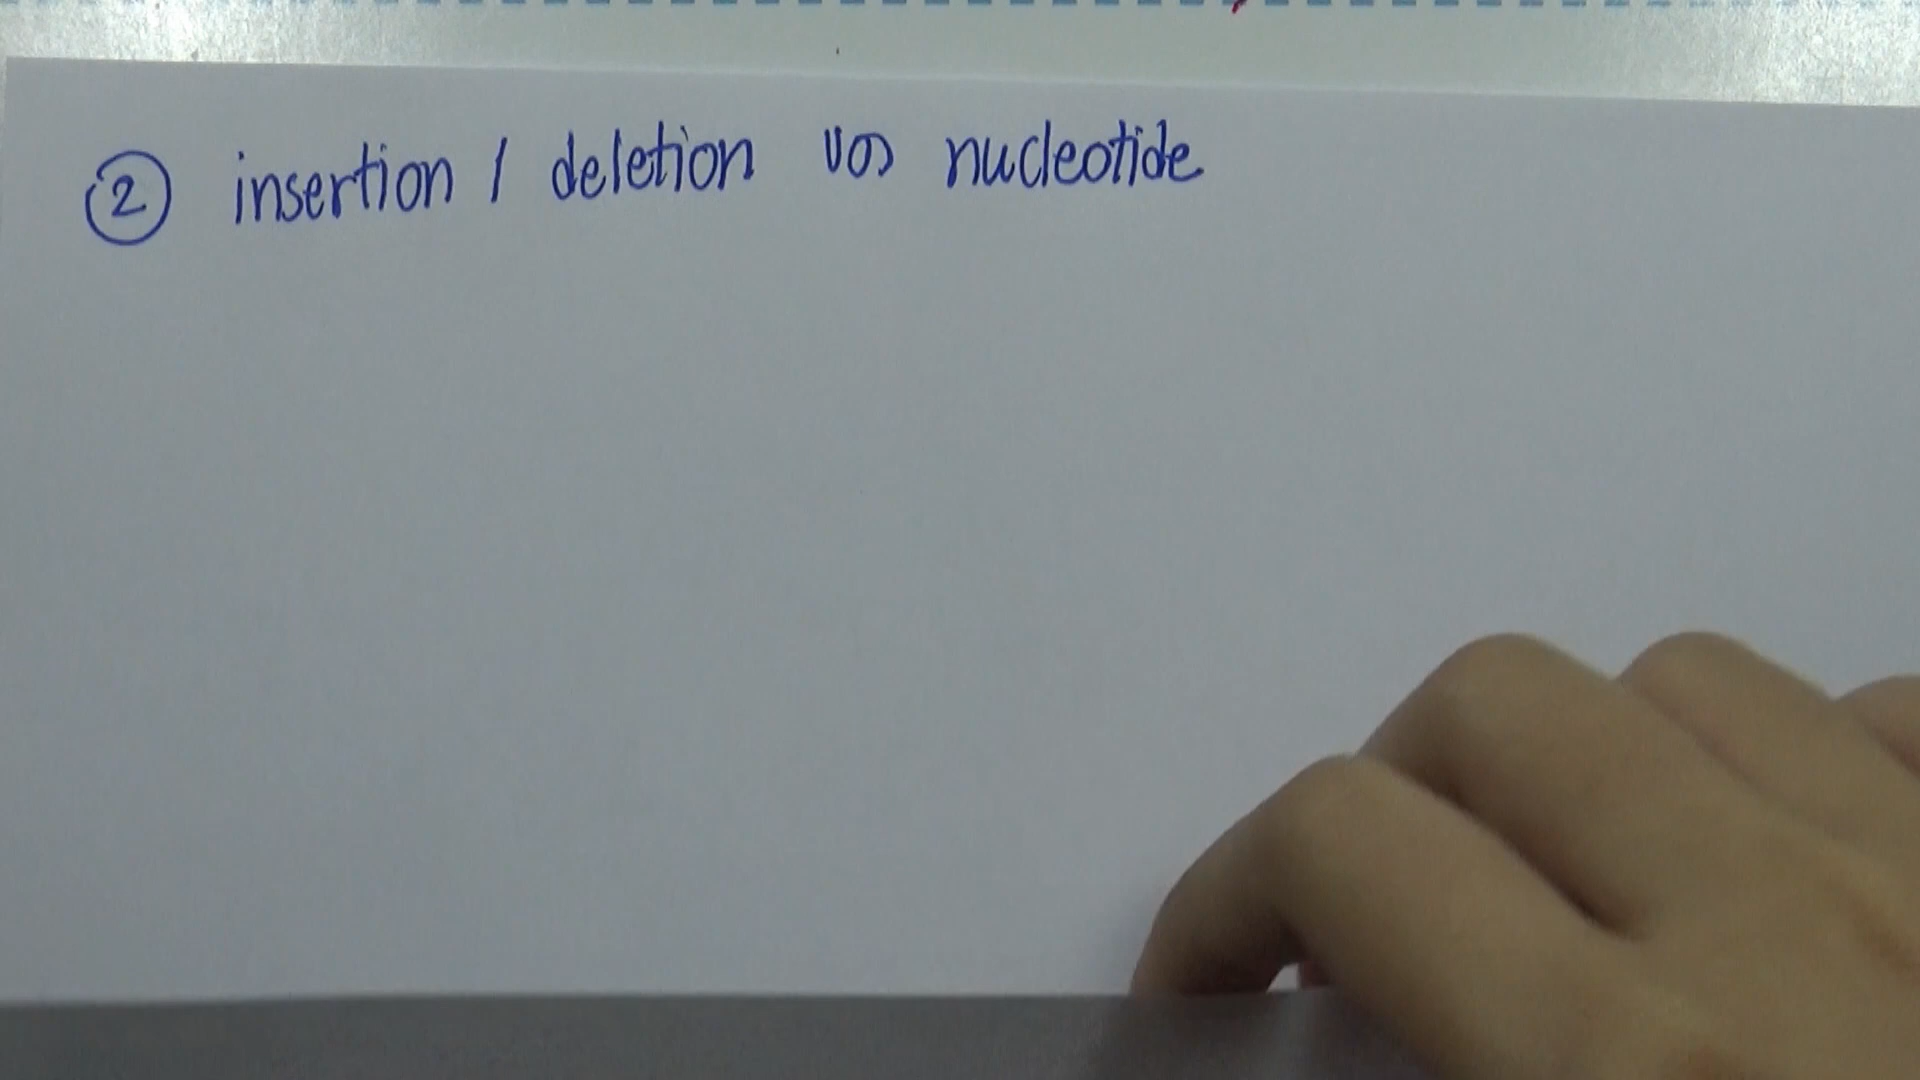 ② insertion / deletion ของ nucleotide